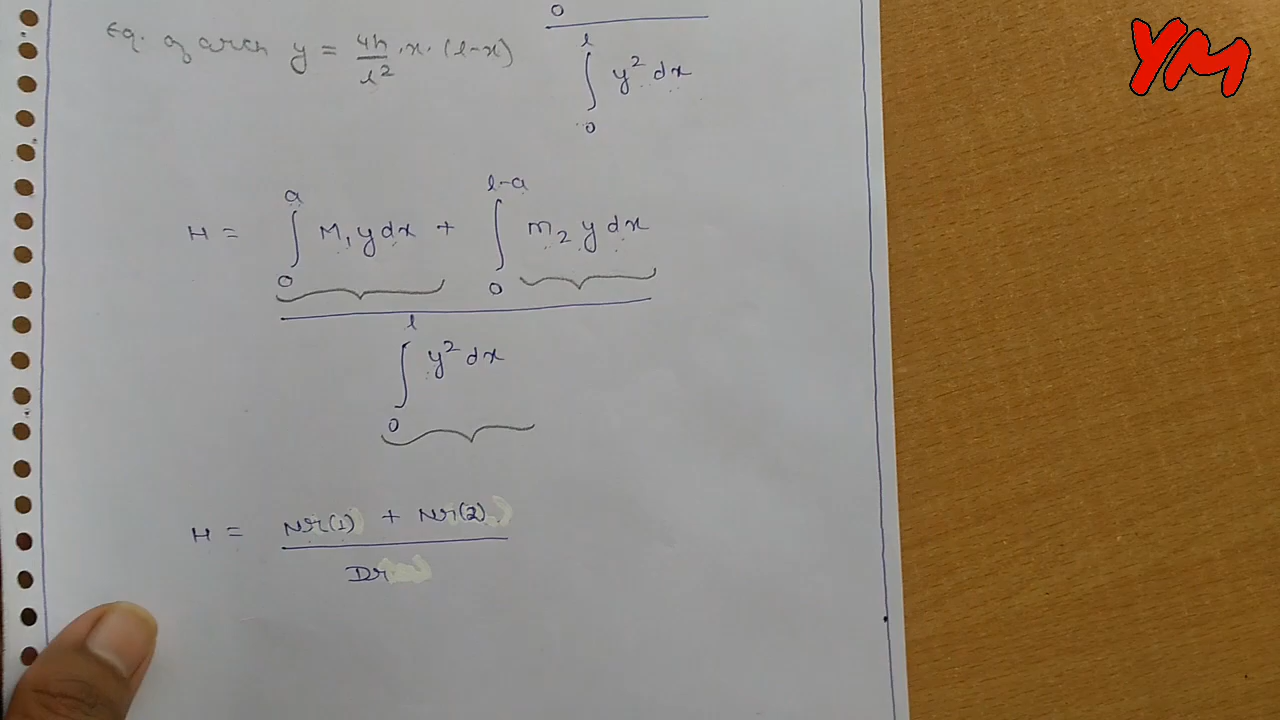 0
Eq. of arch y = 4h/l² . x . (l-x)
l
∫ y² dx
0
YM
a l-a
H = ∫ M₁ y dx + ∫ m₂ y dx
0 0
l
∫ y² dx
0
H = Nr(1) + Nr(2)
Dr